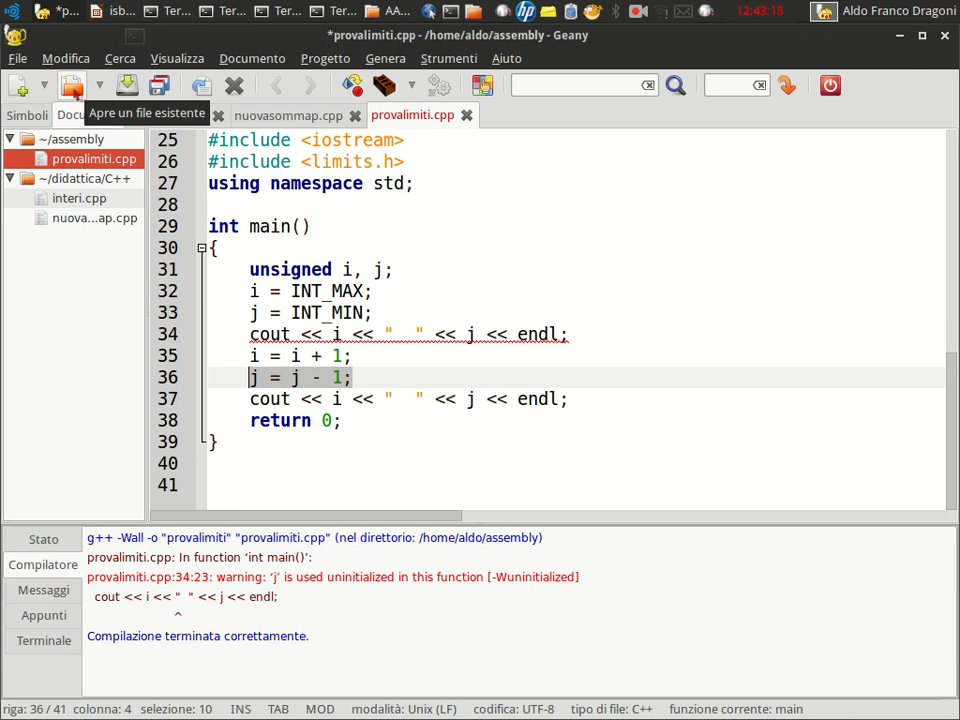 *p...
isb...
Ter...
Ter...
Ter...
Ter...
AA...
hp
12:43:18
Aldo Franco Dragoni
*provalimiti.cpp - /home/aldo/assembly - Geany
File Modifica Cerca Visualizza Documento Progetto Genera Strumenti Aiuto
Simboli
Docu
Apre un file esistente
nuovasommap.cpp
provalimiti.cpp
~/assembly
provalimiti.cpp
~/didattica/C++
interi.cpp
nuova...ap.cpp
25 #include <iostream>
26 #include <limits.h>
27 using namespace std;
28
29 int main()
30 {
31 unsigned i, j;
32 i = INT_MAX;
33 j = INT_MIN;
34 cout << i << "  " << j << endl;
35 i = i + 1;
36 j = j - 1;
37 cout << i << "  " << j << endl;
38 return 0;
39 }
40
41
Stato
Compilatore
Messaggi
Appunti
Terminale
g++ -Wall -o "provalimiti" "provalimiti.cpp" (nel direttorio: /home/aldo/assembly)
provalimiti.cpp: In function ‘int main()’:
provalimiti.cpp:34:23: warning: ‘j’ is used uninitialized in this function [-Wuninitialized]
cout << i << "  " << j << endl;
^
Compilazione terminata correttamente.
riga: 36 / 41 colonna: 4 selezione: 10 INS TAB MOD modalità: Unix (LF) codifica: UTF-8 tipo di file: C++ funzione corrente: main